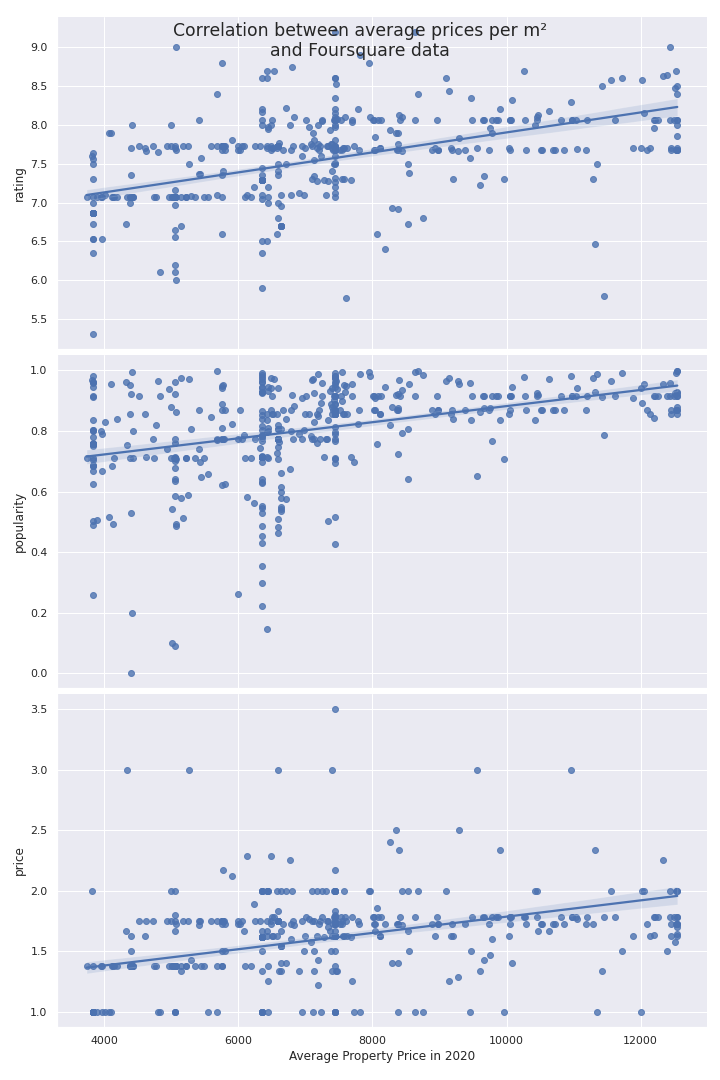 Correlation between average prices per m²
and Foursquare data
9.0
8.5
8.0
7.5
7.0
6.5
6.0
5.5
rating
1.0
0.8
0.6
0.4
0.2
0.0
popularity
3.5
3.0
2.5
2.0
1.5
1.0
price
4000 6000 8000 10000 12000
Average Property Price in 2020